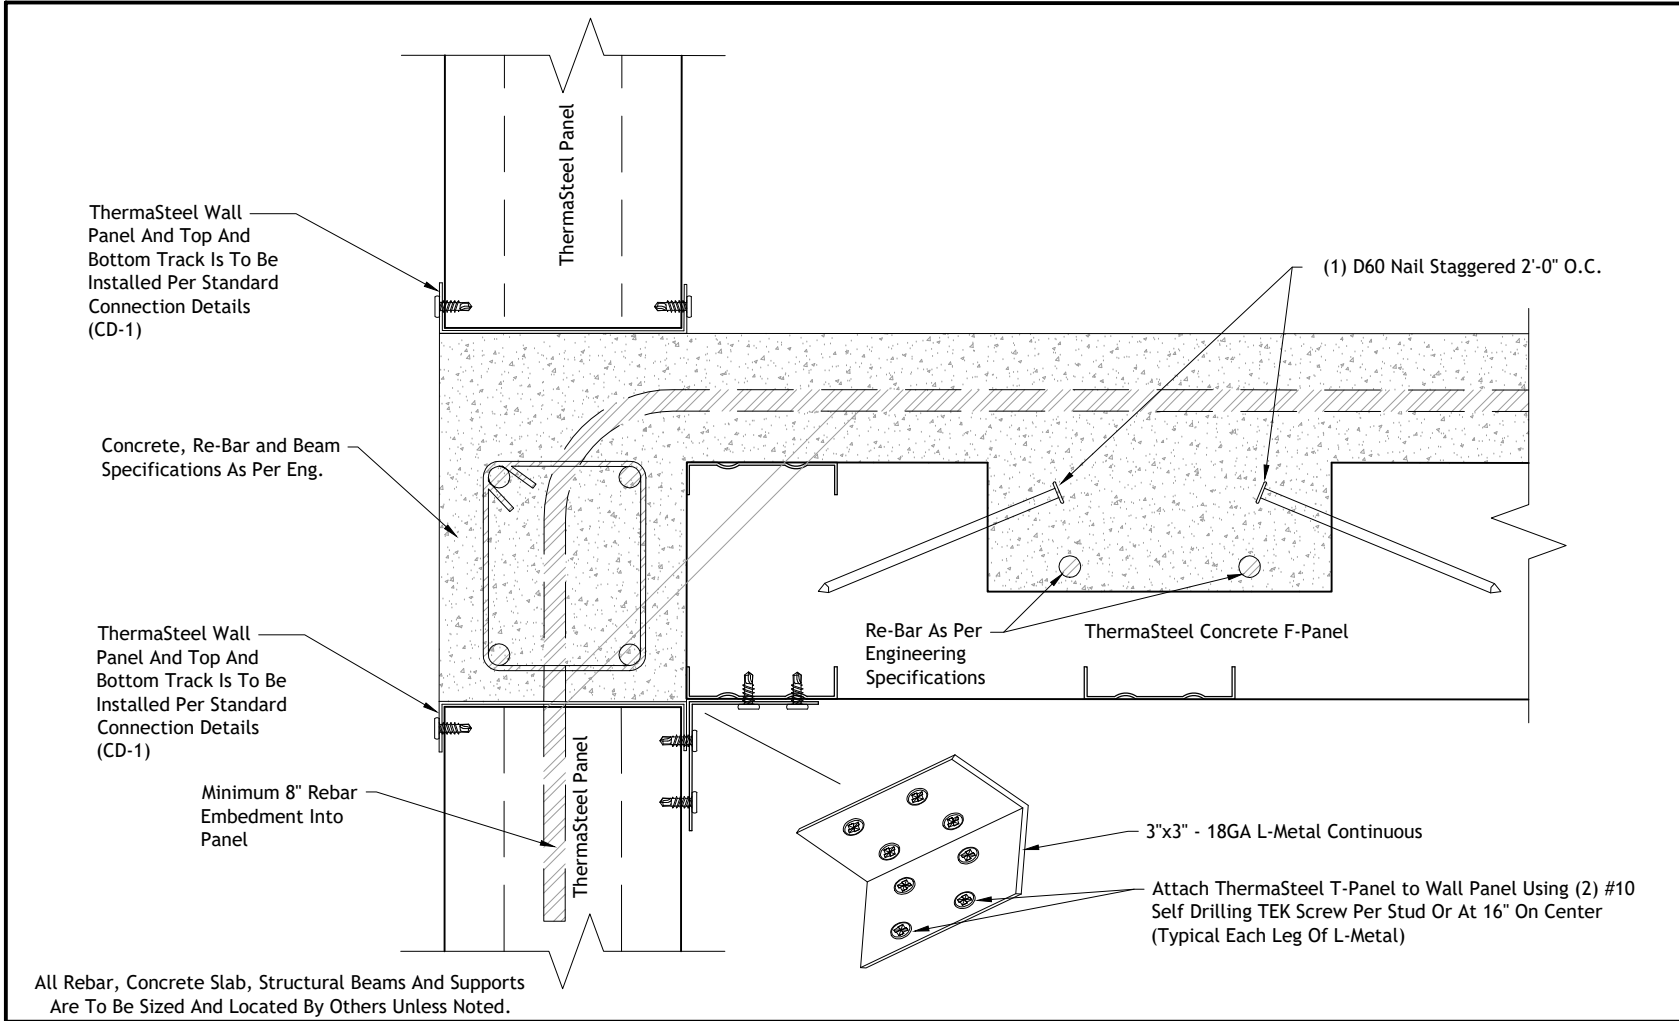 ThermaSteel Panel
ThermaSteel Wall
Panel And Top And
Bottom Track Is To Be
Installed Per Standard
Connection Details
(CD-1)
(1) D60 Nail Staggered 2'-0" O.C.
Concrete, Re-Bar and Beam
Specifications As Per Eng.
ThermaSteel Wall
Panel And Top And
Bottom Track Is To Be
Installed Per Standard
Connection Details
(CD-1)
Re-Bar As Per
Engineering
Specifications
ThermaSteel Concrete F-Panel
Minimum 8" Rebar
Embedment Into
Panel
ThermaSteel Panel
3"x3" - 18GA L-Metal Continuous
Attach ThermaSteel T-Panel to Wall Panel Using (2) #10
Self Drilling TEK Screw Per Stud Or At 16" On Center
(Typical Each Leg Of L-Metal)
All Rebar, Concrete Slab, Structural Beams And Supports
Are To Be Sized And Located By Others Unless Noted.